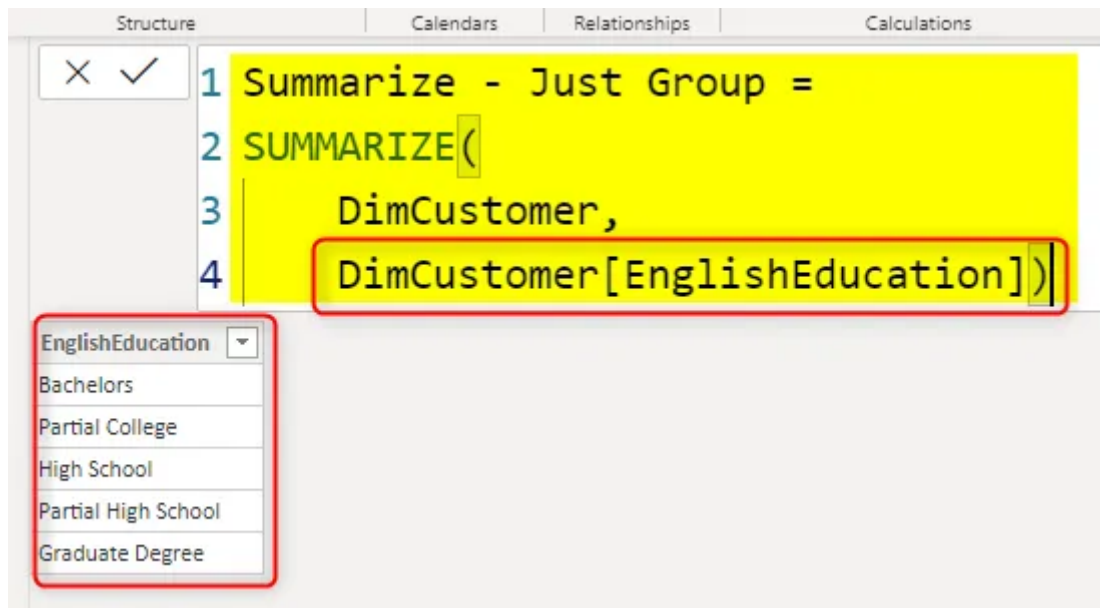 Structure Calendars Relationships Calculations
1 Summarize - Just Group =
2 SUMMARIZE(
3 DimCustomer,
4 DimCustomer[EnglishEducation])
EnglishEducation
Bachelors
Partial College
High School
Partial High School
Graduate Degree